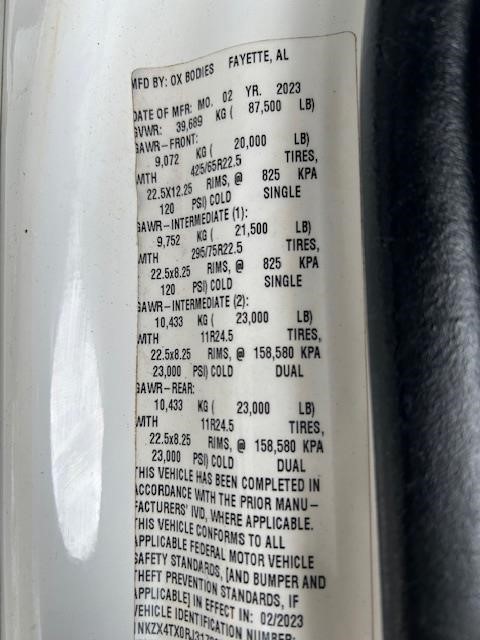 MFD BY: OX BODIES FAYETTE, AL
DATE OF MFR: MO. 02 YR. 2023
GVWR: 39,689 KG ( 87,500 LB)
GAWR-FRONT:
9,072 KG ( 20,000 LB)
WITH 425/65R22.5 TIRES,
22.5X12.25 RIMS, @ 825 KPA
120 PSI) COLD SINGLE
GAWR-INTERMEDIATE (1):
9,752 KG ( 21,500 LB)
WITH 295/75R22.5 TIRES,
22.5x8.25 RIMS, @ 825 KPA
120 PSI) COLD SINGLE
GAWR-INTERMEDIATE (2):
10,433 KG ( 23,000 LB)
WITH 11R24.5 TIRES,
22.5x8.25 RIMS, @ 158,580 KPA
23,000 PSI) COLD DUAL
GAWR-REAR:
10,433 KG ( 23,000 LB)
WITH 11R24.5 TIRES,
22.5x8.25 RIMS, @ 158,580 KPA
23,000 PSI) COLD DUAL
THIS VEHICLE HAS BEEN COMPLETED IN
ACCORDANCE WITH THE PRIOR MANU-
FACTURERS' IVD, WHERE APPLICABLE.
THIS VEHICLE CONFORMS TO ALL
APPLICABLE FEDERAL MOTOR VEHICLE
SAFETY STANDARDS, [AND BUMPER AND
THEFT PREVENTION STANDARDS, IF
APPLICABLE] IN EFFECT IN: 02/2023
VEHICLE IDENTIFICATION NUMBER: